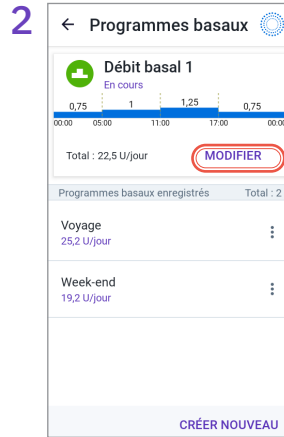 2
← Programmes basaux
Débit basal 1
En cours
0,75 1 1,25 0,75
00:00 05:00 11:00 17:00 00:00
Total : 22,5 U/jour MODIFIER
Programmes basaux enregistrés Total : 2
Voyage
25,2 U/jour
Week-end
19,2 U/jour
CRÉER NOUVEAU